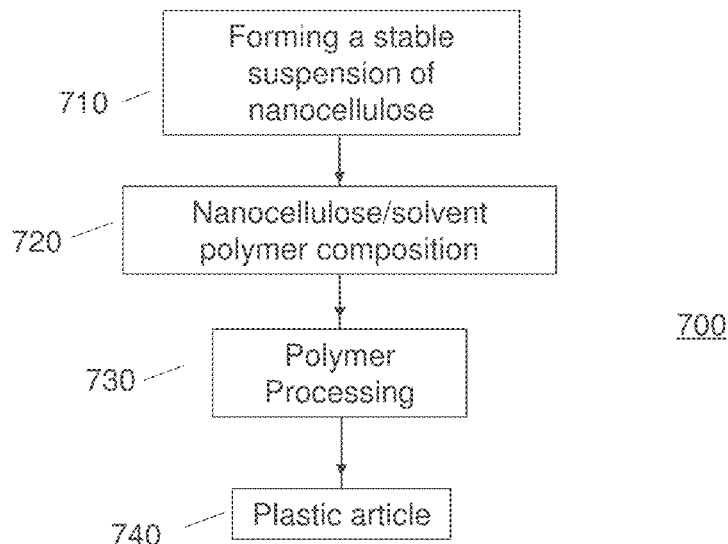 Forming a stable
suspension of
nanocellulose
710
Nanocellulose/solvent
polymer composition
720
700
Polymer
Processing
730
Plastic article
740